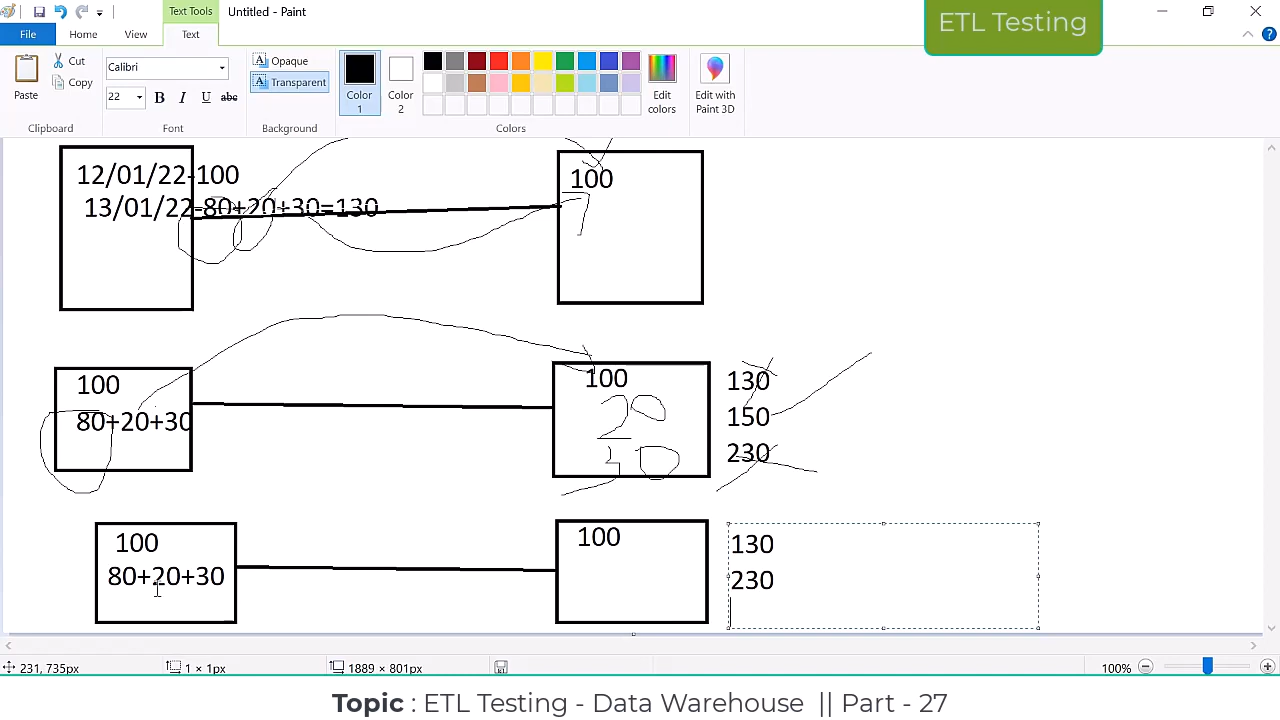 Text Tools
Untitled - Paint
ETL Testing
File
Home
View
Text
Paste
Cut
Copy
Clipboard
Calibri
22
B I U abc
Font
Opaque
Transparent
Background
Color 1
Color 2
Edit colors
Colors
Edit with Paint 3D
12/01/22-100
13/01/22-80+20+30=130
100
100
80+20+30
100
20
30
130
150
230
100
80+20+30
100
130
230
231, 735px
1 × 1px
1889 × 801px
100%
Topic : ETL Testing - Data Warehouse || Part - 27